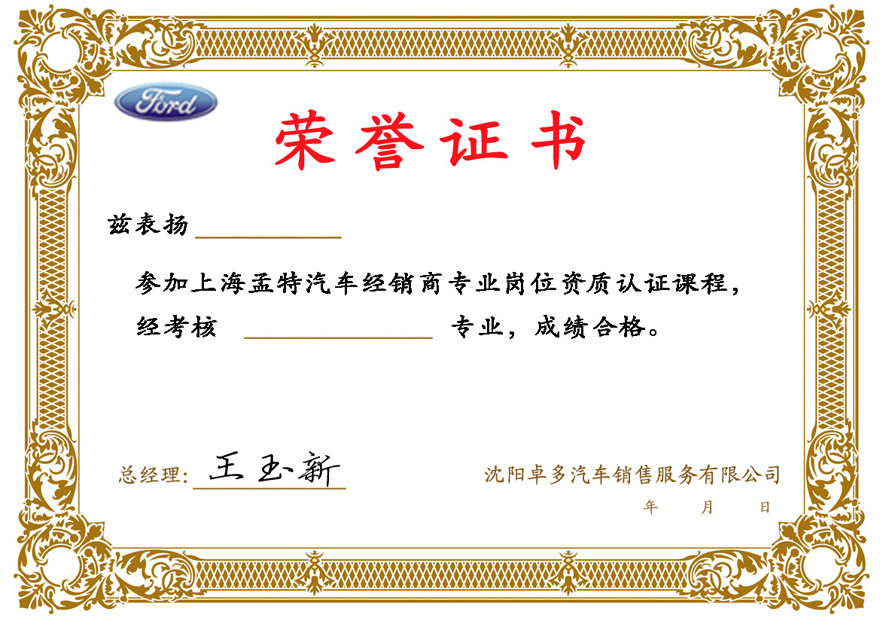 Ford
荣誉证书
兹表扬
参加上海孟特汽车经销商专业岗位资质认证课程，
经考核 专业，成绩合格。
总经理: 王玉新 沈阳卓多汽车销售服务有限公司
年 月 日